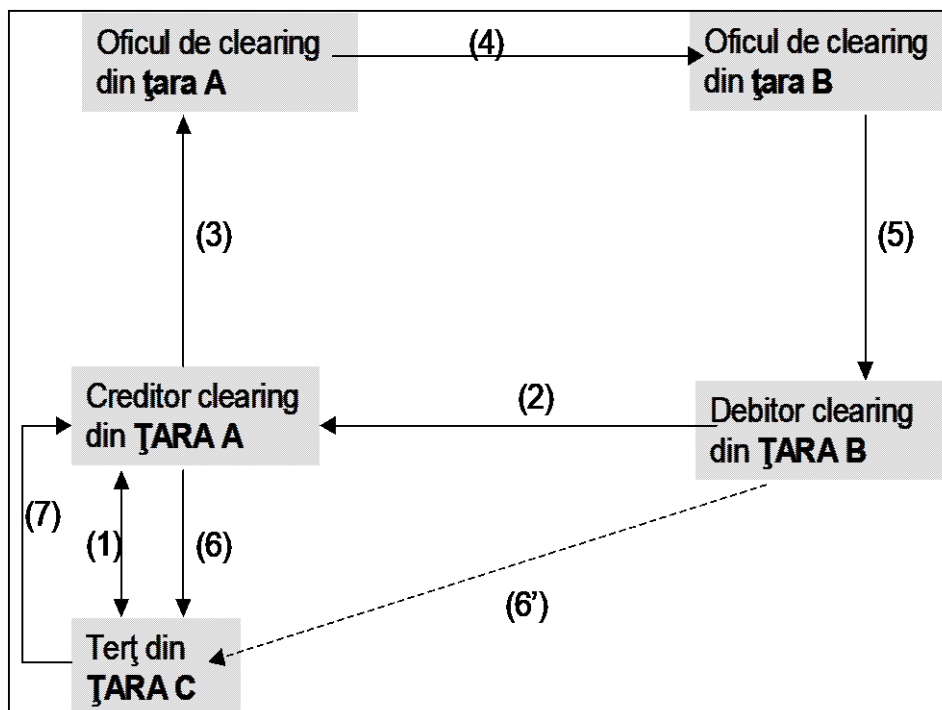 Oficul de clearing
din ţara A
(4)
Oficul de clearing
din ţara B
(3)
(5)
Creditor clearing
din ŢARA A
(2)
Debitor clearing
din ŢARA B
(7)
(1)
(6)
(6’)
Terţ din
ŢARA C